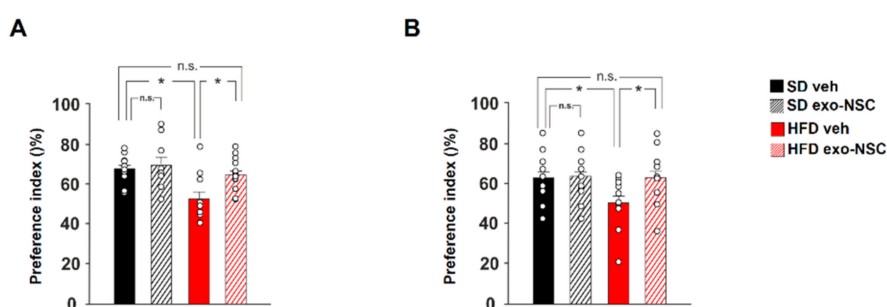 A
n.s.
* *
n.s.
100
80
60
40
20
0
Preference index ()%)
B
n.s.
* *
n.s.
100
80
60
40
20
0
Preference index ()%)
SD veh
SD exo-NSC
HFD veh
HFD exo-NSC